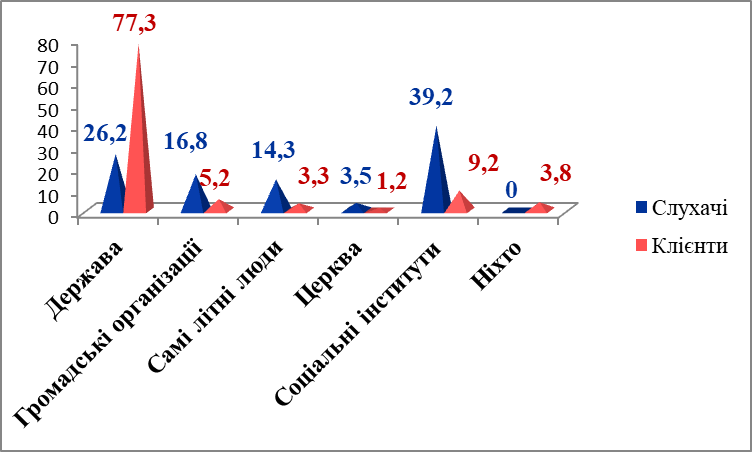 77,3
80
70
60
50
40
30
20
10
0
26,2
16,8
5,2
14,3
3,3
3,5
1,2
39,2
9,2
0
3,8
Слухачі
Клієнти
Держава
Громадські організації
Самі літні люди
Церква
Соціальні інститути
Ніхто